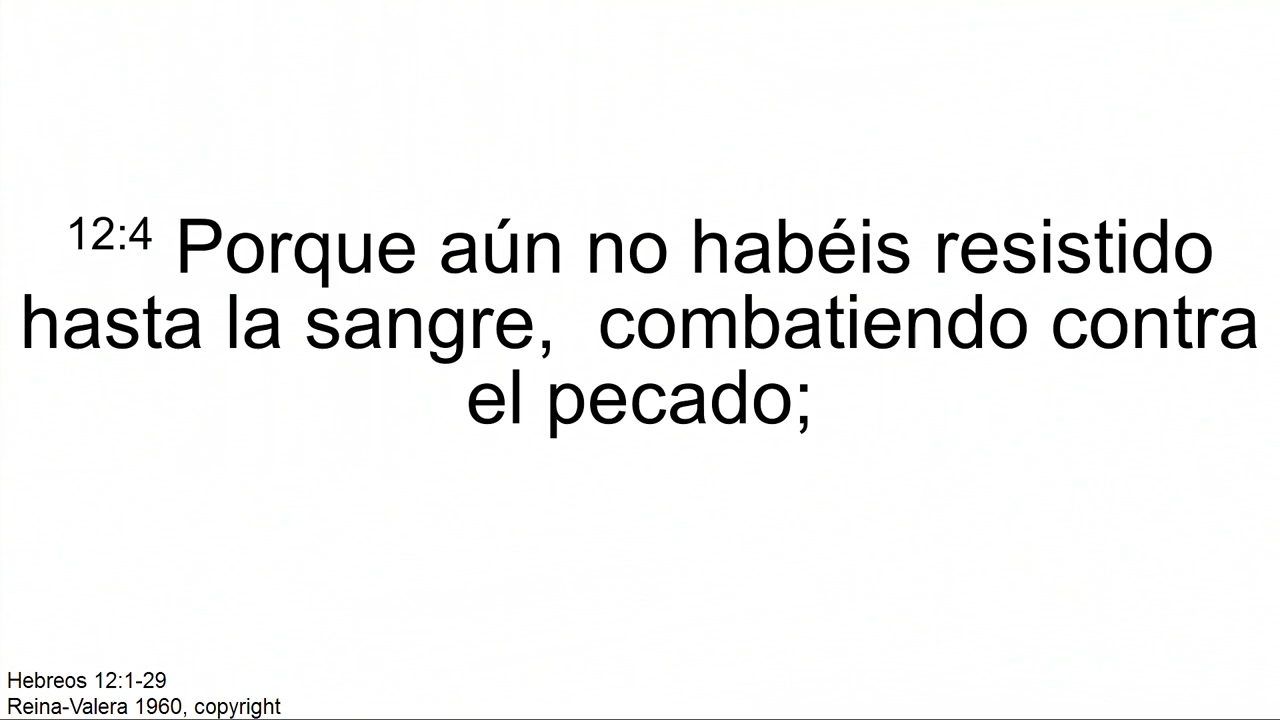 12:4 Porque aún no habéis resistido
hasta la sangre,  combatiendo contra
el pecado;
Hebreos 12:1-29
Reina-Valera 1960, copyright